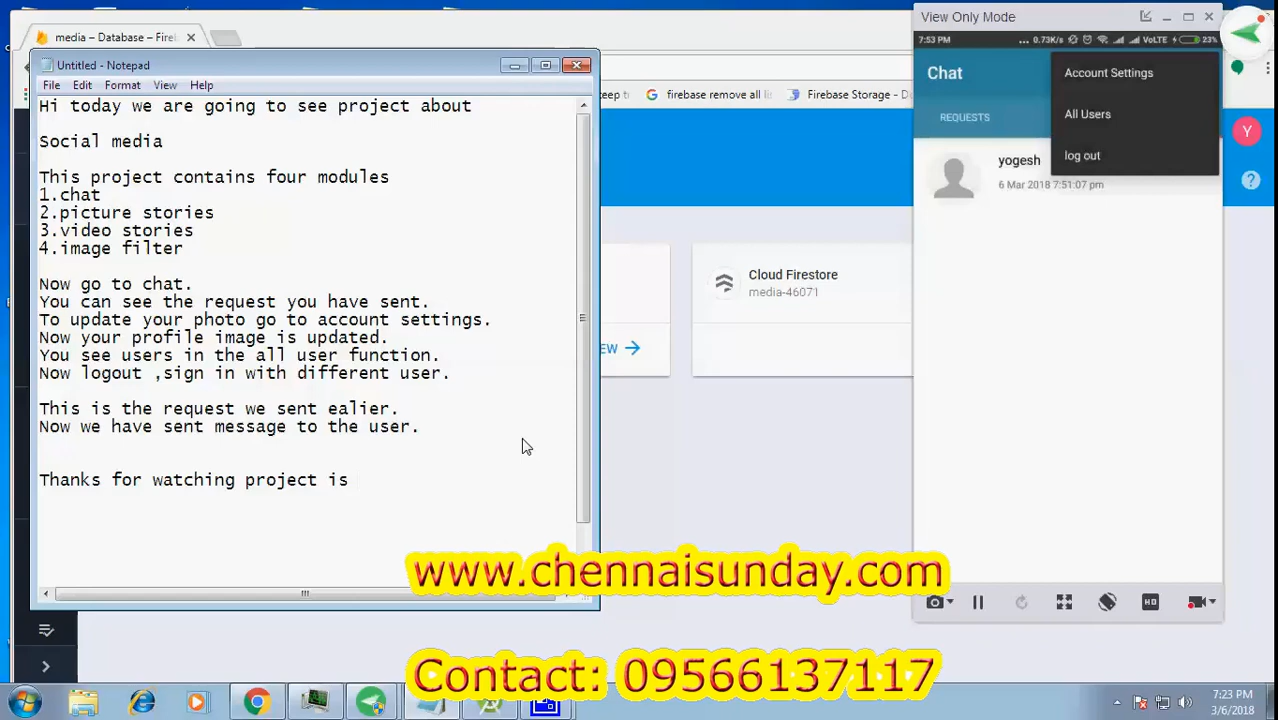 media – Database – Fire
Untitled - Notepad
File Edit Format View Help
Hi today we are going to see project about
Social media
This project contains four modules
1.chat
2.picture stories
3.video stories
4.image filter
Now go to chat.
You can see the request you have sent.
To update your photo go to account settings.
Now your profile image is updated.
You see users in the all user function.
Now logout ,sign in with different user.
This is the request we sent ealier.
Now we have sent message to the user.
Thanks for watching project is
firebase remove all li
Firebase Storage - D
Y
Cloud Firestore
media-46071
EW
View Only Mode
7:53 PM ... 0.73K/s VoLTE 23%
Chat
REQUESTS
Account Settings
All Users
log out
yogesh
6 Mar 2018 7:51:07 pm
HD
www.chennaisunday.com
Contact: 09566137117
7:23 PM
3/6/2018